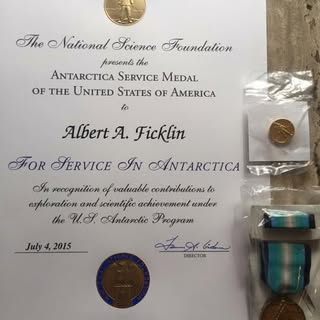 The National Science Foundation
presents the
ANTARCTICA SERVICE MEDAL
OF THE UNITED STATES OF AMERICA
to
Albert A. Ficklin
FOR SERVICE IN ANTARCTICA
In recognition of valuable contributions to
exploration and scientific achievement under
the U.S. Antarctic Program
July 4, 2015
DIRECTOR